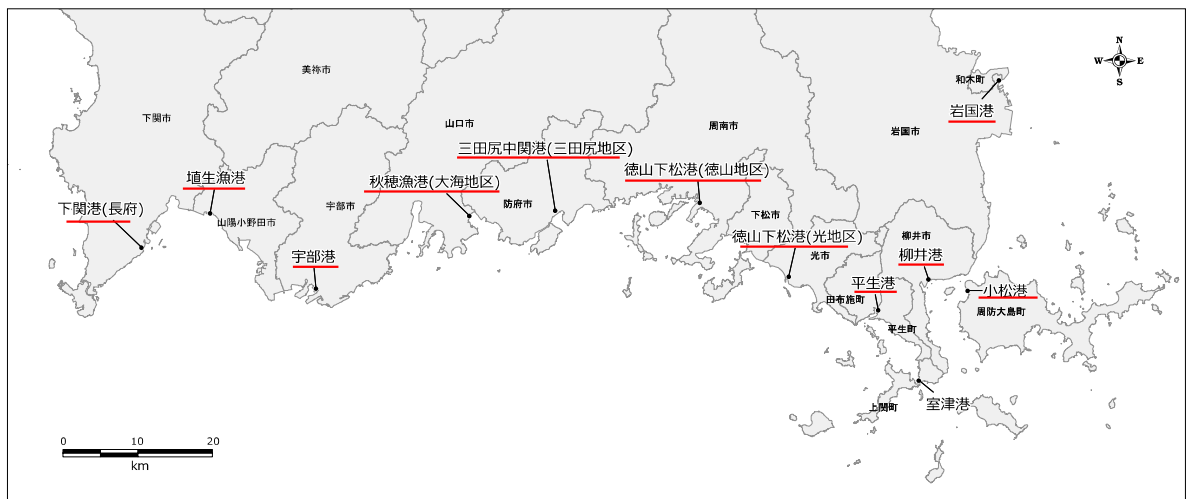 N
W E
S
和木町
岩国港
美祢市
下関市
山口市
周南市
岩国市
三田尻中関港(三田尻地区)
徳山下松港(徳山地区)
埴生漁港
秋穂漁港(大海地区)
下関港(長府)
宇部市
防府市
山陽小野田市
下松市
徳山下松港(光地区)
柳井市
光市
柳井港
宇部港
平生港
小松港
田布施町
周防大島町
平生町
上関町
室津港
0 10 20
km